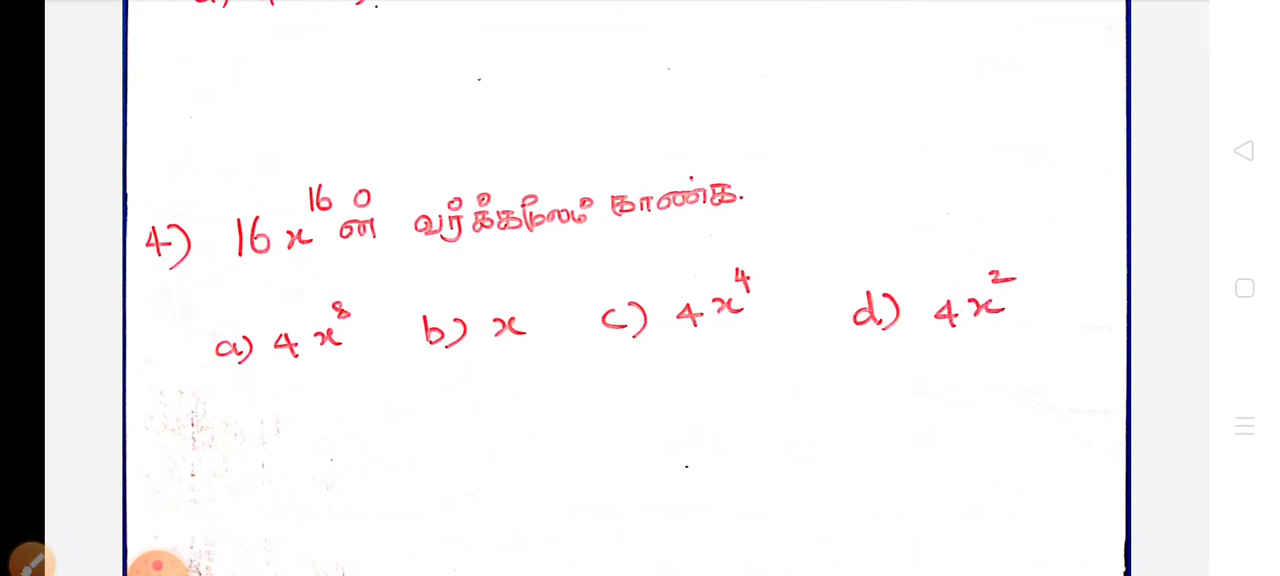 4) 16x¹⁶ ன் வர்க்கமூலம் காண்க.
a) 4x⁸ b) x c) 4x⁴ d) 4x²